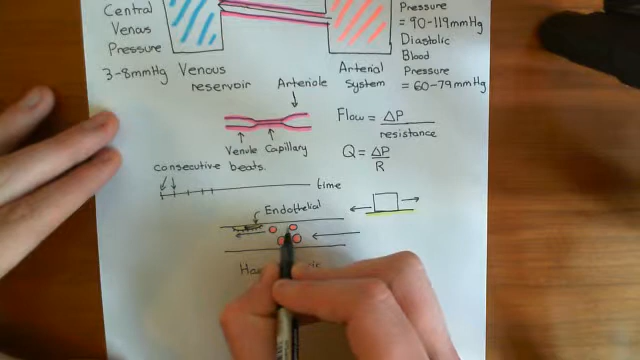 Central
Venous
Pressure
3-8mmHg
Venous
reservoir
Arterial
System
Pressure
= 90-119mmHg
Diastolic
Blood
Pressure
= 60-79mmHg
Arteriole
Venule Capillary
Flow = ΔP
resistance
Q = ΔP
R
consecutive beats.
time
Endothelial